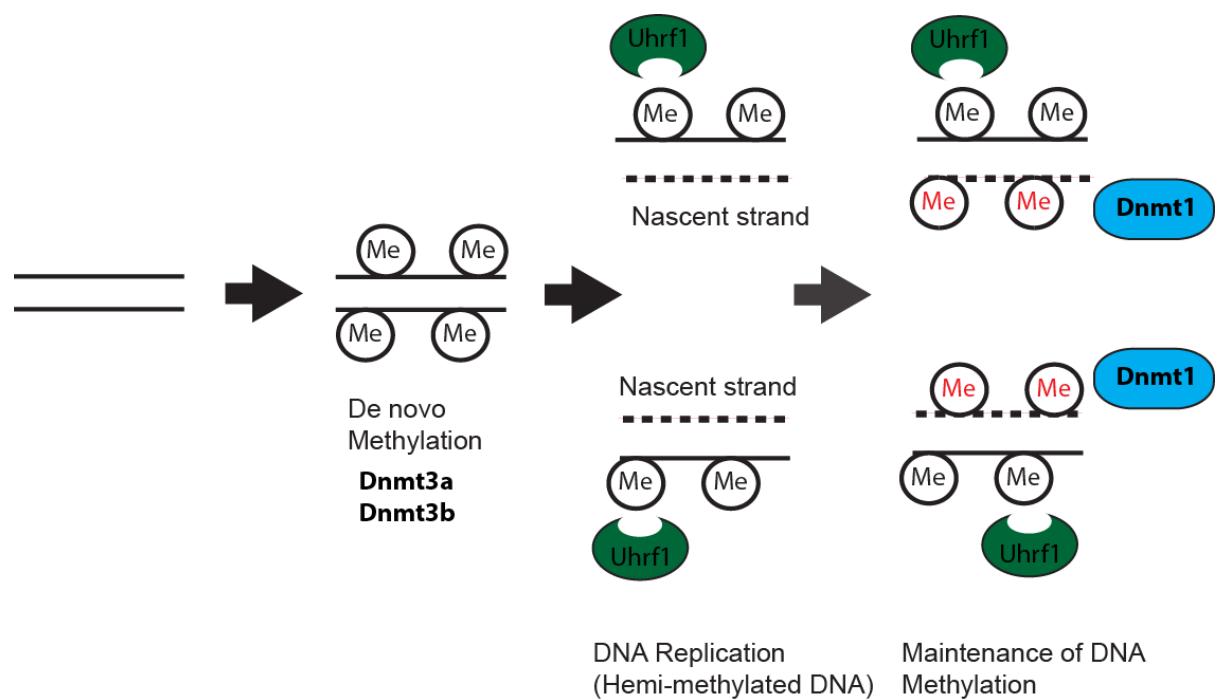 Uhrf1
Me Me
Nascent strand
Uhrf1
Me Me
Me Me
Dnmt1
Me Me
Me Me
De novo
Methylation
Dnmt3a
Dnmt3b
Nascent strand
Me Me
Uhrf1
Me Me
Dnmt1
Me Me
Uhrf1
DNA Replication
(Hemi-methylated DNA)
Maintenance of DNA
Methylation